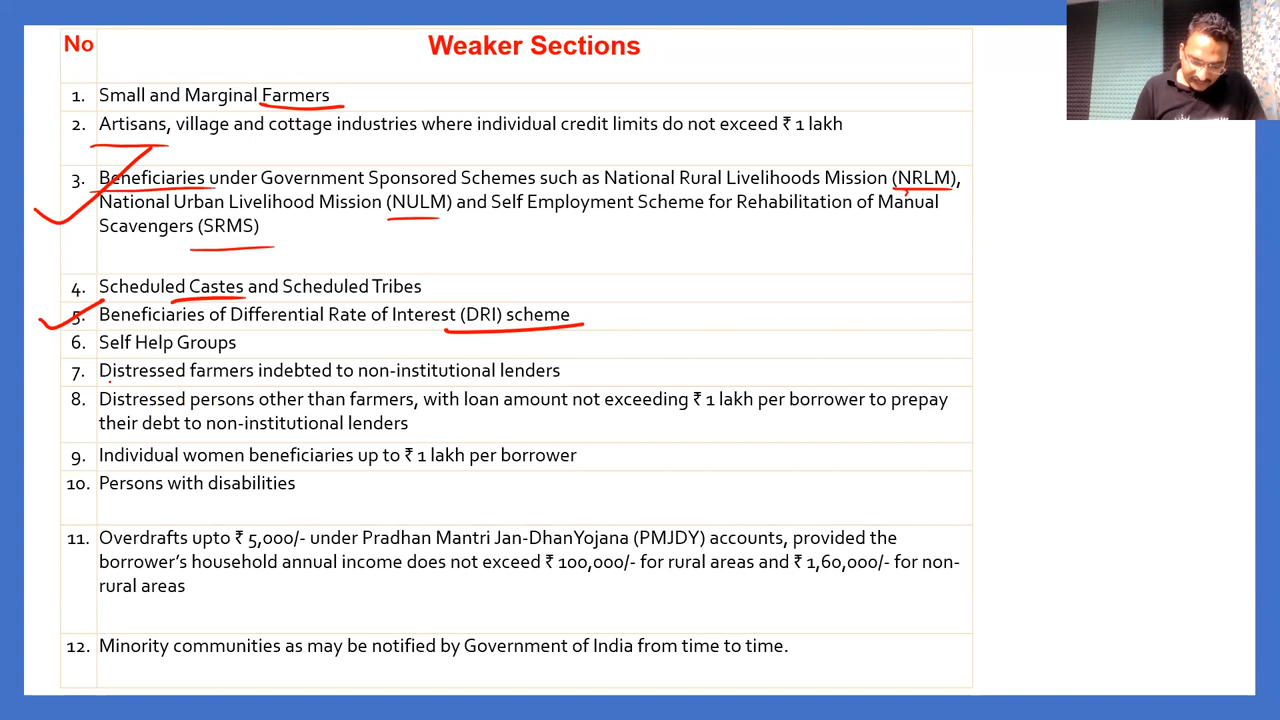 No Weaker Sections
1. Small and Marginal Farmers
2. Artisans, village and cottage industries where individual credit limits do not exceed ₹ 1 lakh
3. Beneficiaries under Government Sponsored Schemes such as National Rural Livelihoods Mission (NRLM),
National Urban Livelihood Mission (NULM) and Self Employment Scheme for Rehabilitation of Manual
Scavengers (SRMS)
4. Scheduled Castes and Scheduled Tribes
5. Beneficiaries of Differential Rate of Interest (DRI) scheme
6. Self Help Groups
7. Distressed farmers indebted to non-institutional lenders
8. Distressed persons other than farmers, with loan amount not exceeding ₹ 1 lakh per borrower to prepay
their debt to non-institutional lenders
9. Individual women beneficiaries up to ₹ 1 lakh per borrower
10. Persons with disabilities
11. Overdrafts upto ₹ 5,000/- under Pradhan Mantri Jan-DhanYojana (PMJDY) accounts, provided the
borrower’s household annual income does not exceed ₹ 100,000/- for rural areas and ₹ 1,60,000/- for non-
rural areas
12. Minority communities as may be notified by Government of India from time to time.